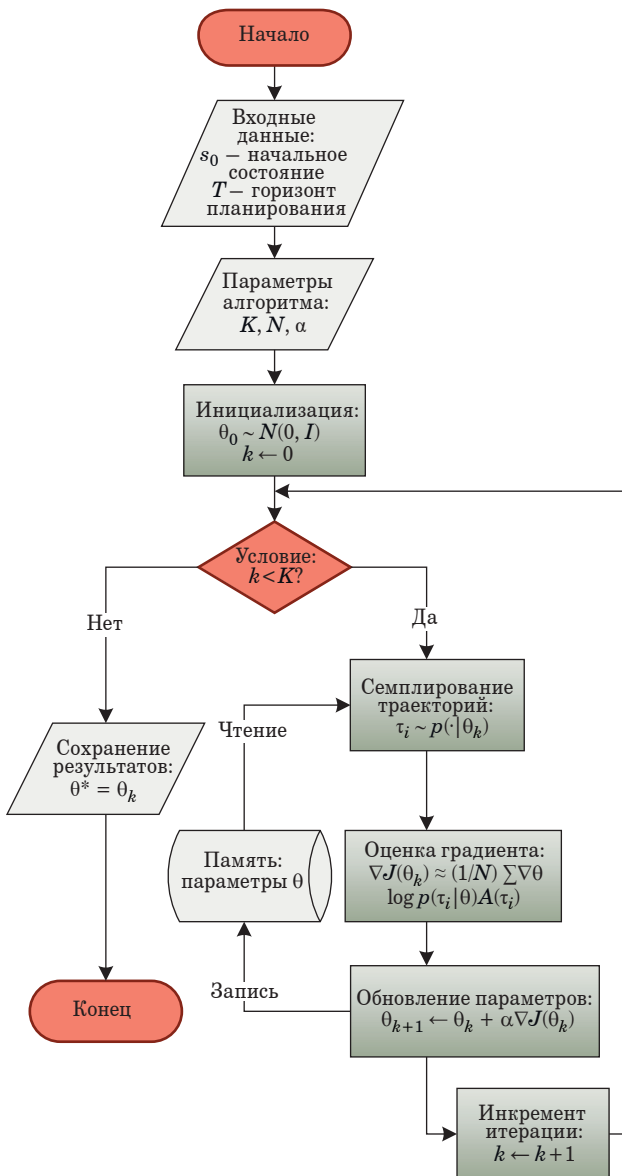 Начало
Входные
данные:
s₀ – начальное
состояние
T – горизонт
планирования
Параметры
алгоритма:
K, N, α
Инициализация:
θ₀ ~ N(0, I)
k ← 0
Условие:
k < K?
Нет
Да
Семплирование
траекторий:
τᵢ ~ p(·|θₖ)
Чтение
Сохранение
результатов:
θ* = θₖ
Память:
параметры θ
Оценка градиента:
∇J(θₖ) ≈ (1/N) ∑∇θ
log p(τᵢ|θ)A(τᵢ)
Запись
Конец
Обновление параметров:
θₖ₊₁ ← θₖ + α∇J(θₖ)
Инкремент
итерации:
k ← k+1